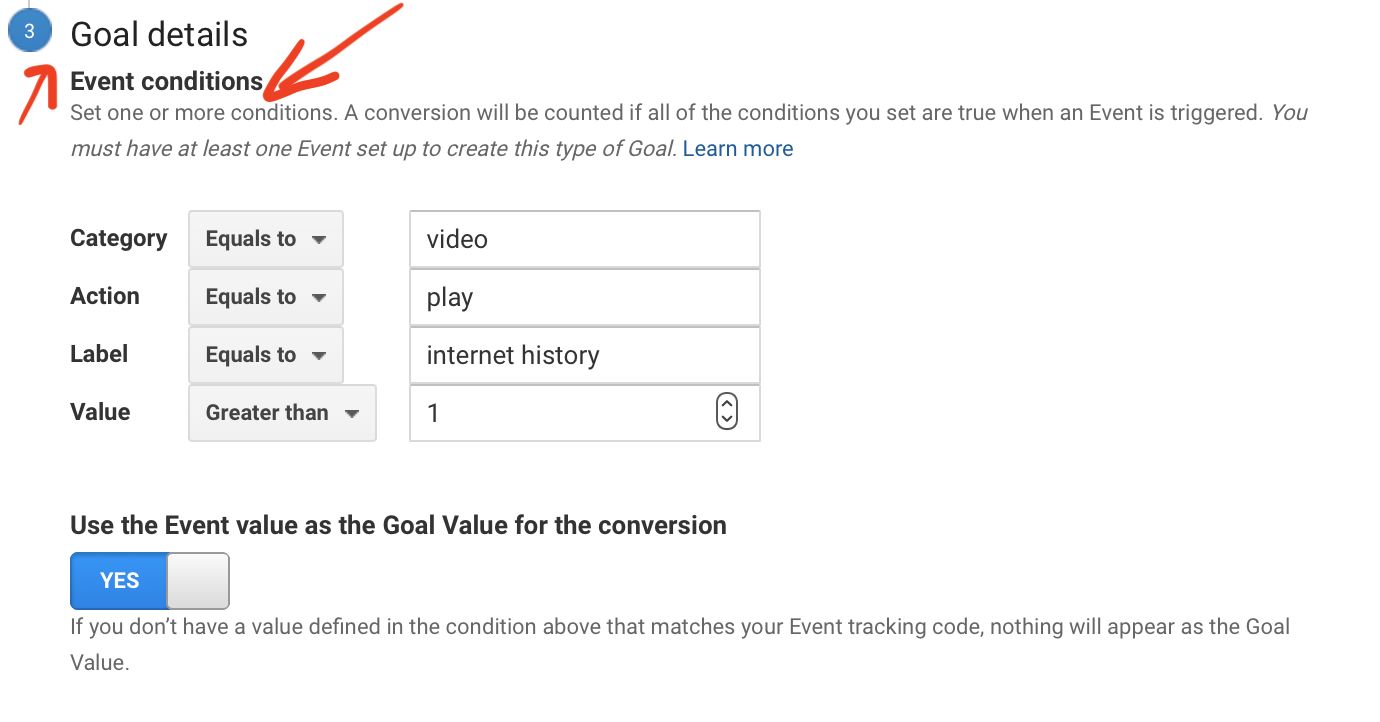 3 Goal details
Event conditions
Set one or more conditions. A conversion will be counted if all of the conditions you set are true when an Event is triggered. You
must have at least one Event set up to create this type of Goal. Learn more
Category Equals to video
Action Equals to play
Label Equals to internet history
Value Greater than 1
Use the Event value as the Goal Value for the conversion
YES
If you don’t have a value defined in the condition above that matches your Event tracking code, nothing will appear as the Goal
Value.